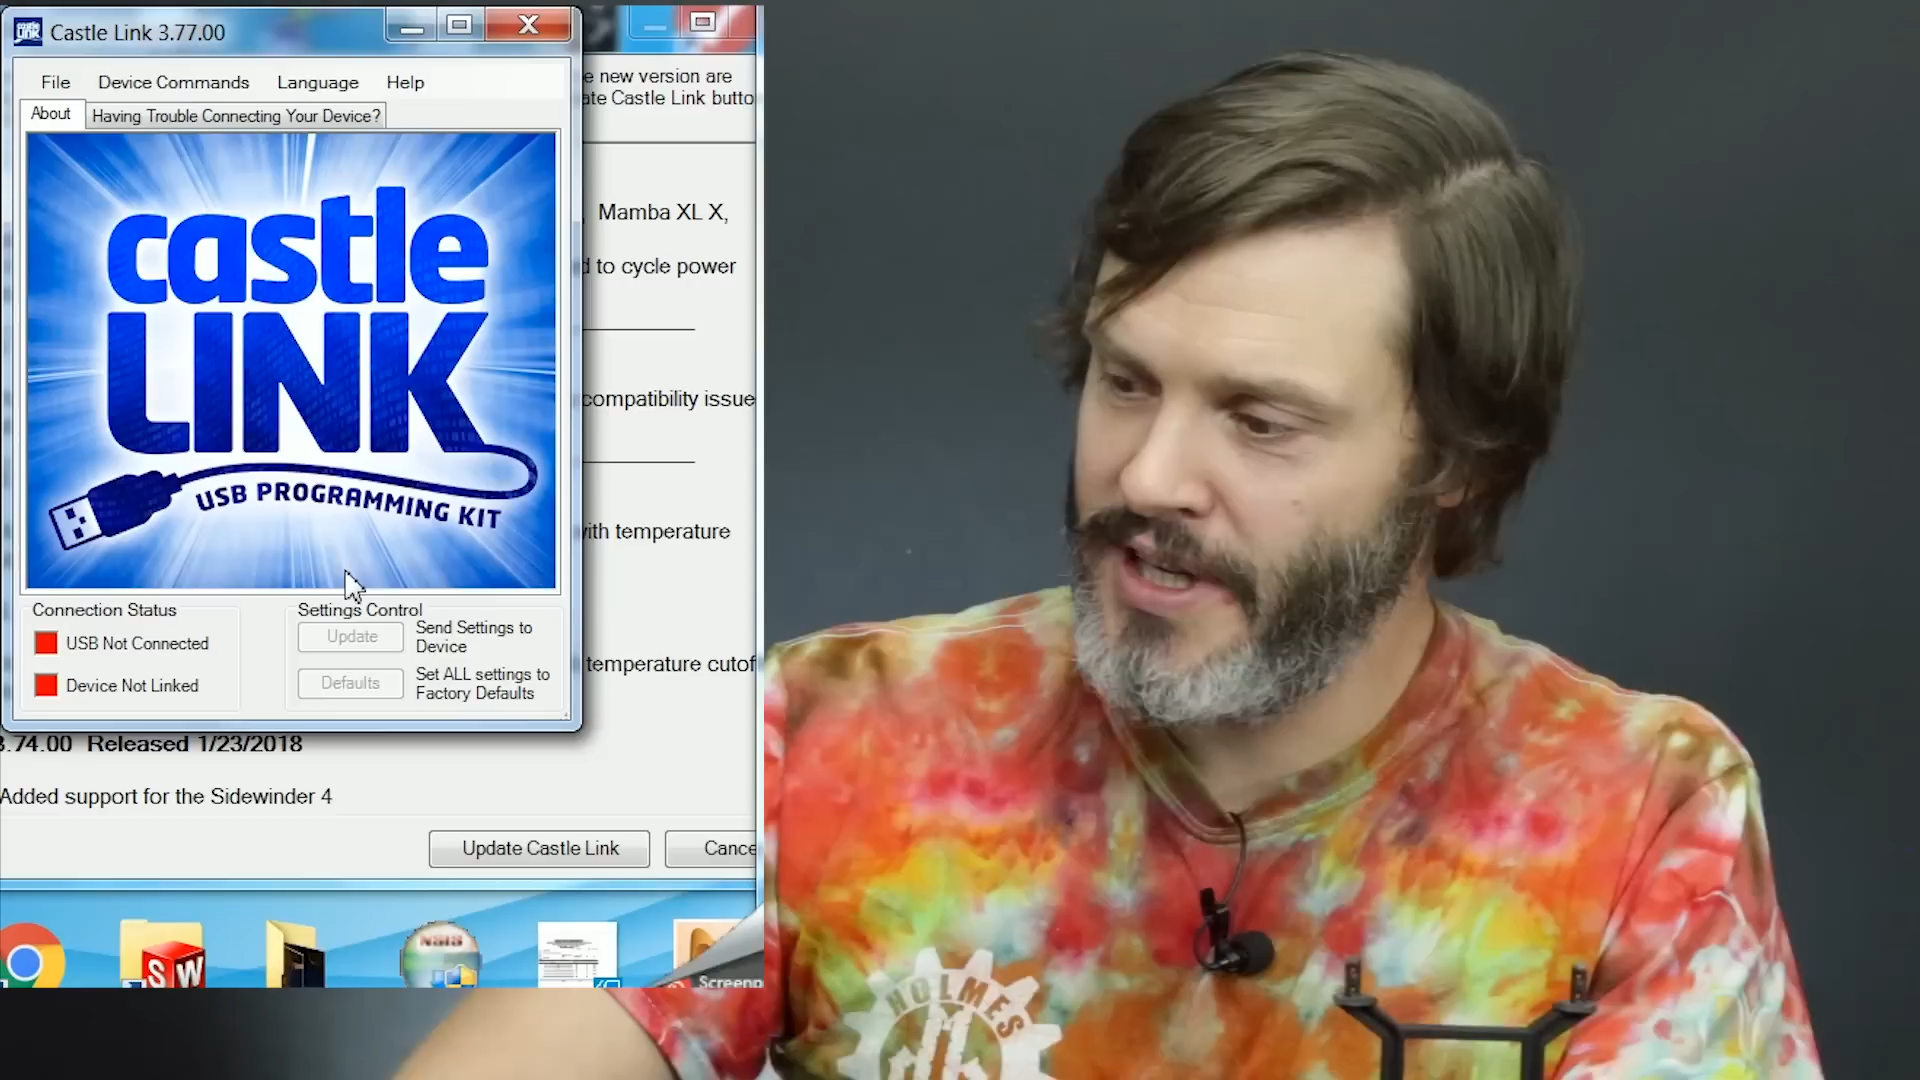 Castle Link 3.77.00
File Device Commands Language Help
About Having Trouble Connecting Your Device?
castle
LINK
USB PROGRAMMING KIT
Connection Status
USB Not Connected
Device Not Linked
Settings Control
Update Send Settings to
Device
Defaults Set ALL settings to
Factory Defaults
e new version are
ate Castle Link butto
Mamba XL X,
d to cycle power
compatibility issue
ith temperature
temperature cutof
3.74.00 Released 1/23/2018
Added support for the Sidewinder 4
Update Castle Link Cance
NSIS
SW
Screenp
HOLMES